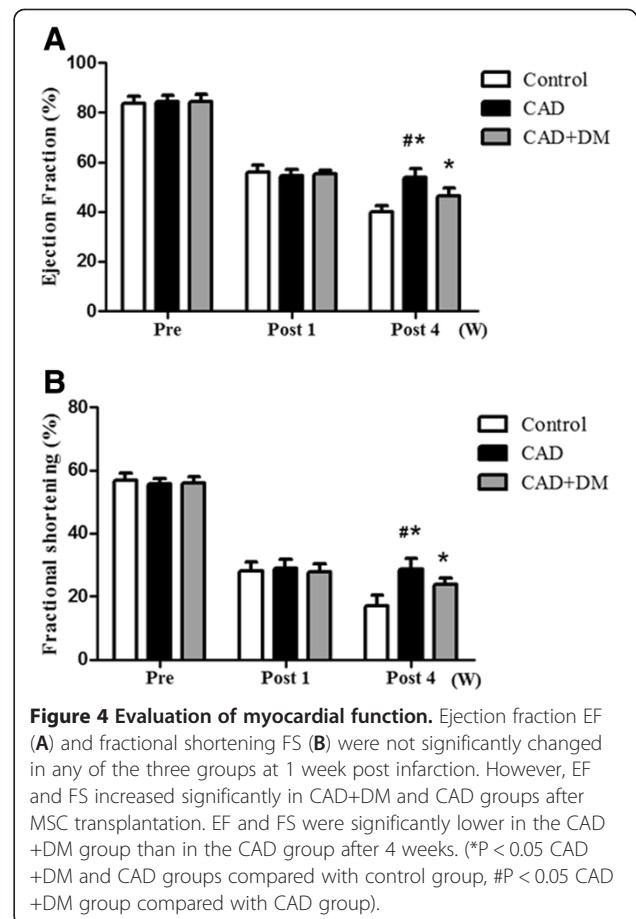 A
Ejection Fraction (%)
100
80
60
40
20
0
Control
CAD
CAD+DM
#*
*
Pre
Post 1
Post 4
(W)
B
Fractional shortening (%)
80
60
40
20
0
Control
CAD
CAD+DM
#*
*
Pre
Post 1
Post 4
(W)
Figure 4 Evaluation of myocardial function. Ejection fraction EF
(A) and fractional shortening FS (B) were not significantly changed
in any of the three groups at 1 week post infarction. However, EF
and FS increased significantly in CAD+DM and CAD groups after
MSC transplantation. EF and FS were significantly lower in the CAD
+DM group than in the CAD group after 4 weeks. (*P < 0.05 CAD
+DM and CAD groups compared with control group, #P < 0.05 CAD
+DM group compared with CAD group).